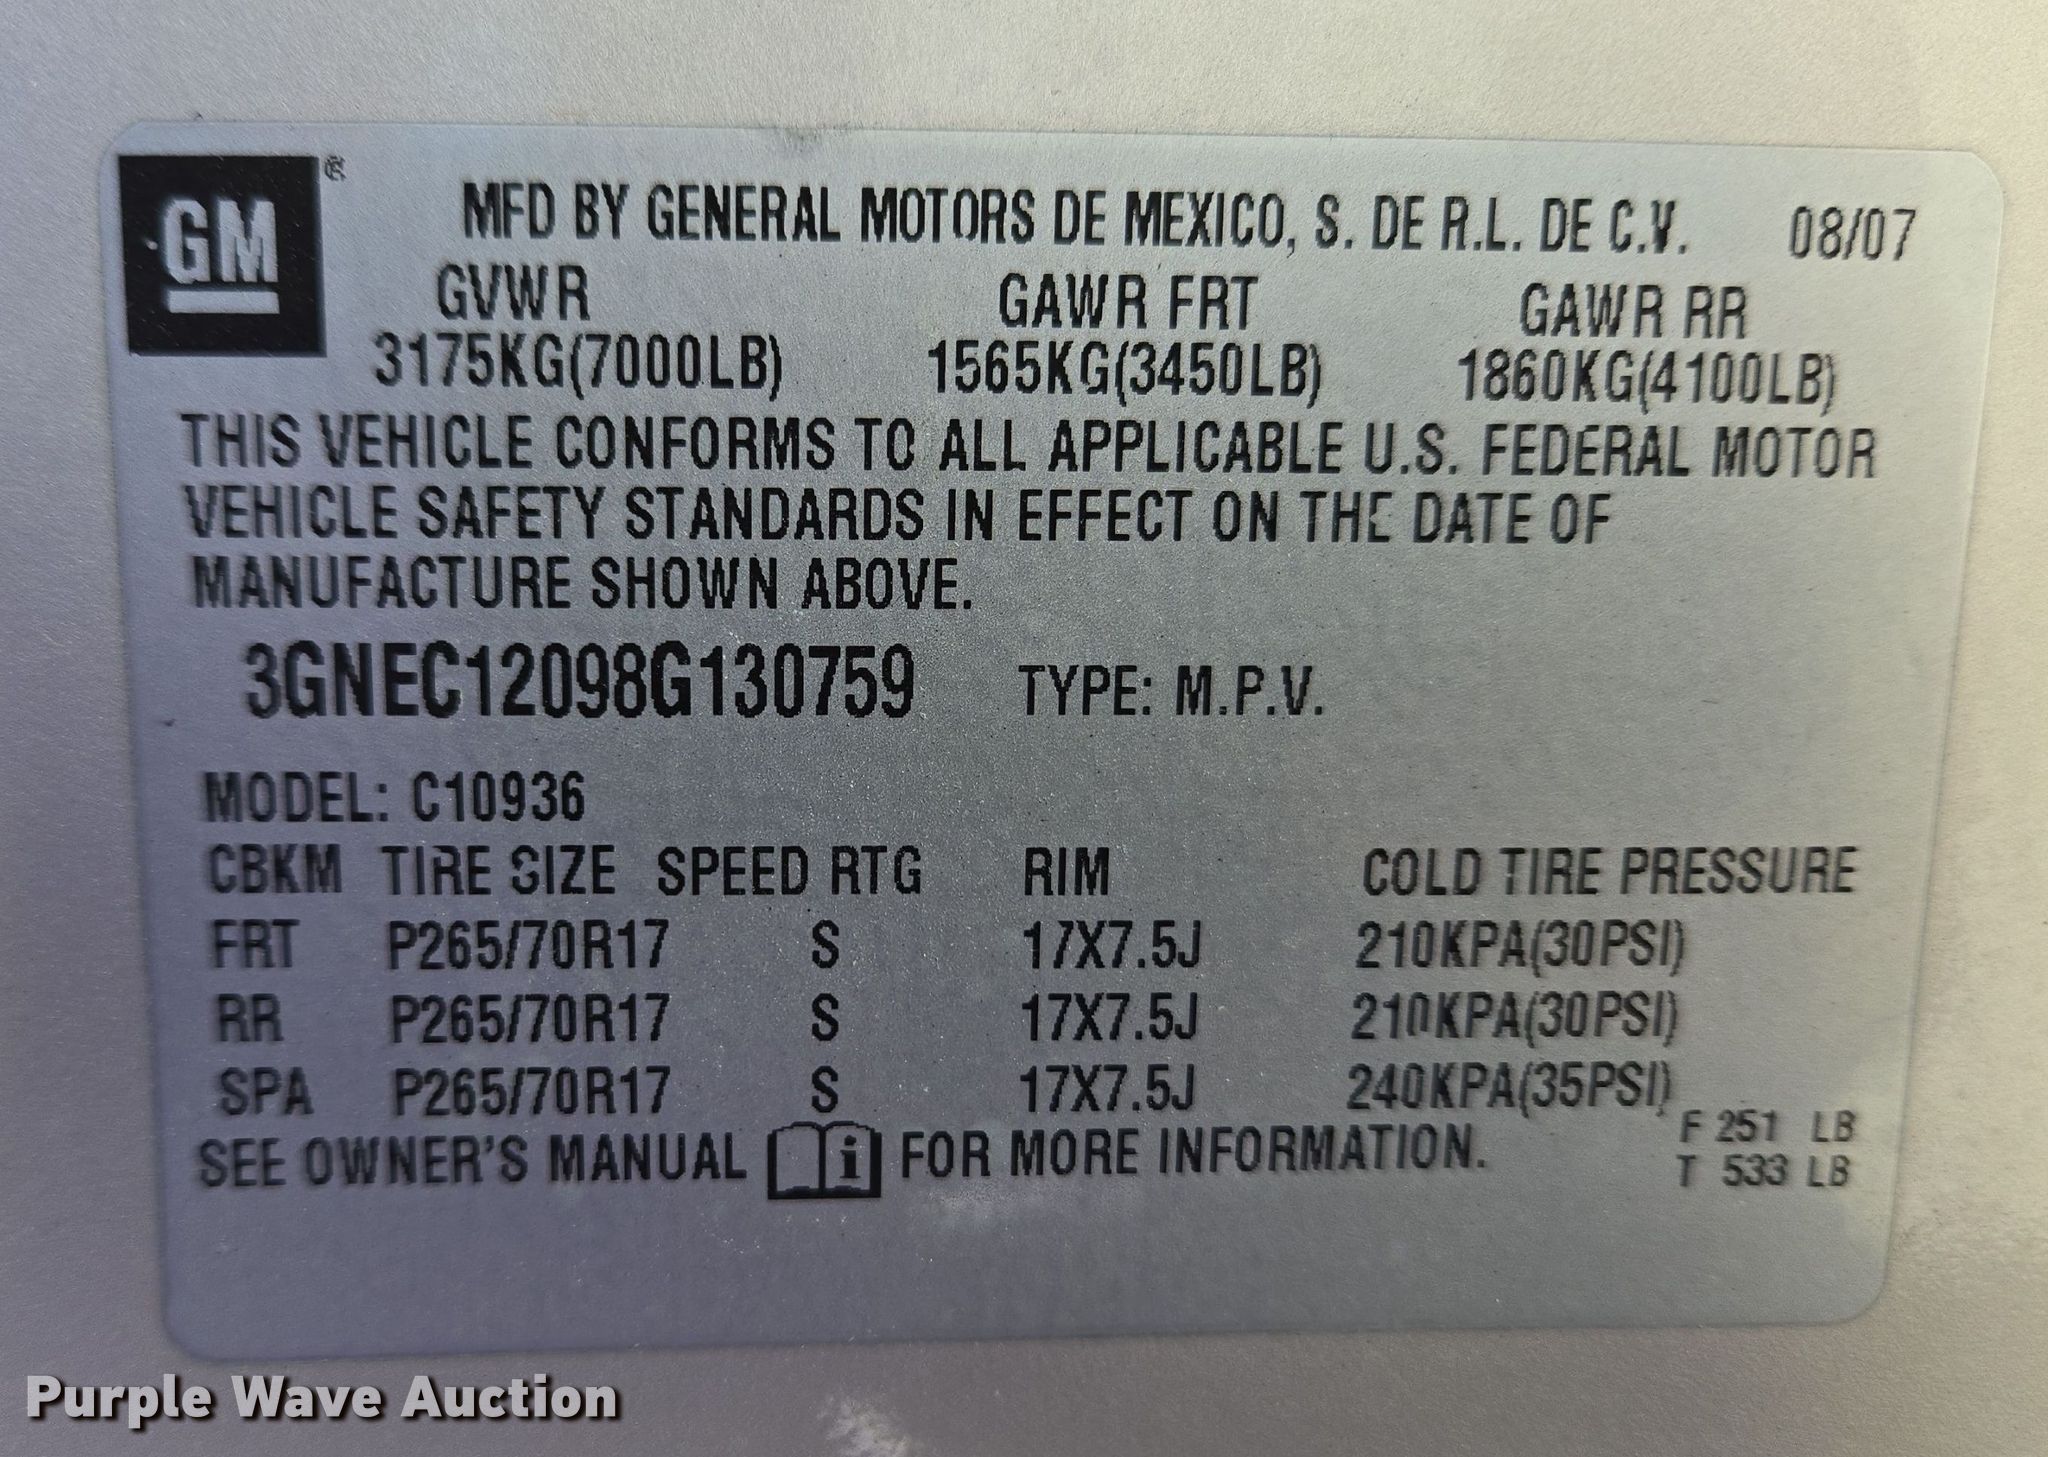 GM ®
MFD BY GENERAL MOTORS DE MEXICO, S. DE R.L. DE C.V. 08/07
GVWR GAWR FRT GAWR RR
3175KG(7000LB) 1565KG(3450LB) 1860KG(4100LB)
THIS VEHICLE CONFORMS TO ALL APPLICABLE U.S. FEDERAL MOTOR
VEHICLE SAFETY STANDARDS IN EFFECT ON THE DATE OF
MANUFACTURE SHOWN ABOVE.
3GNEC12098G130759 TYPE: M.P.V.
MODEL: C10936
CBKM TIRE SIZE SPEED RTG RIM COLD TIRE PRESSURE
FRT P265/70R17 S 17X7.5J 210KPA(30PSI)
RR P265/70R17 S 17X7.5J 210KPA(30PSI)
SPA P265/70R17 S 17X7.5J 240KPA(35PSI)
SEE OWNER'S MANUAL i FOR MORE INFORMATION.
F 251 LB
T 533 LB
Purple Wave Auction